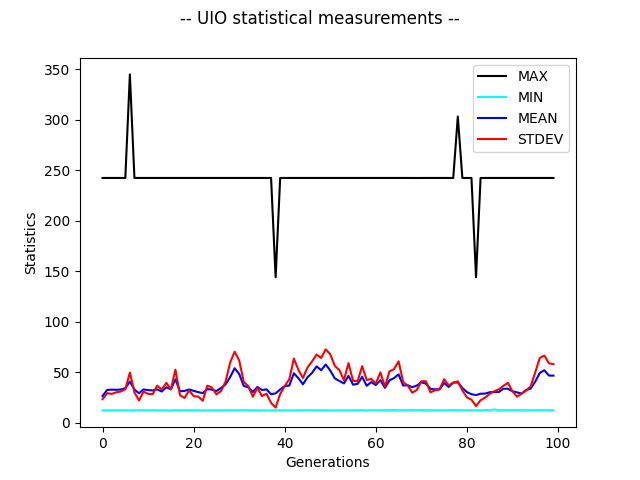 -- UIO statistical measurements --
350
300
250
200
150
100
50
0
Statistics
MAX
MIN
MEAN
STDEV
0
20
40
60
80
100
Generations